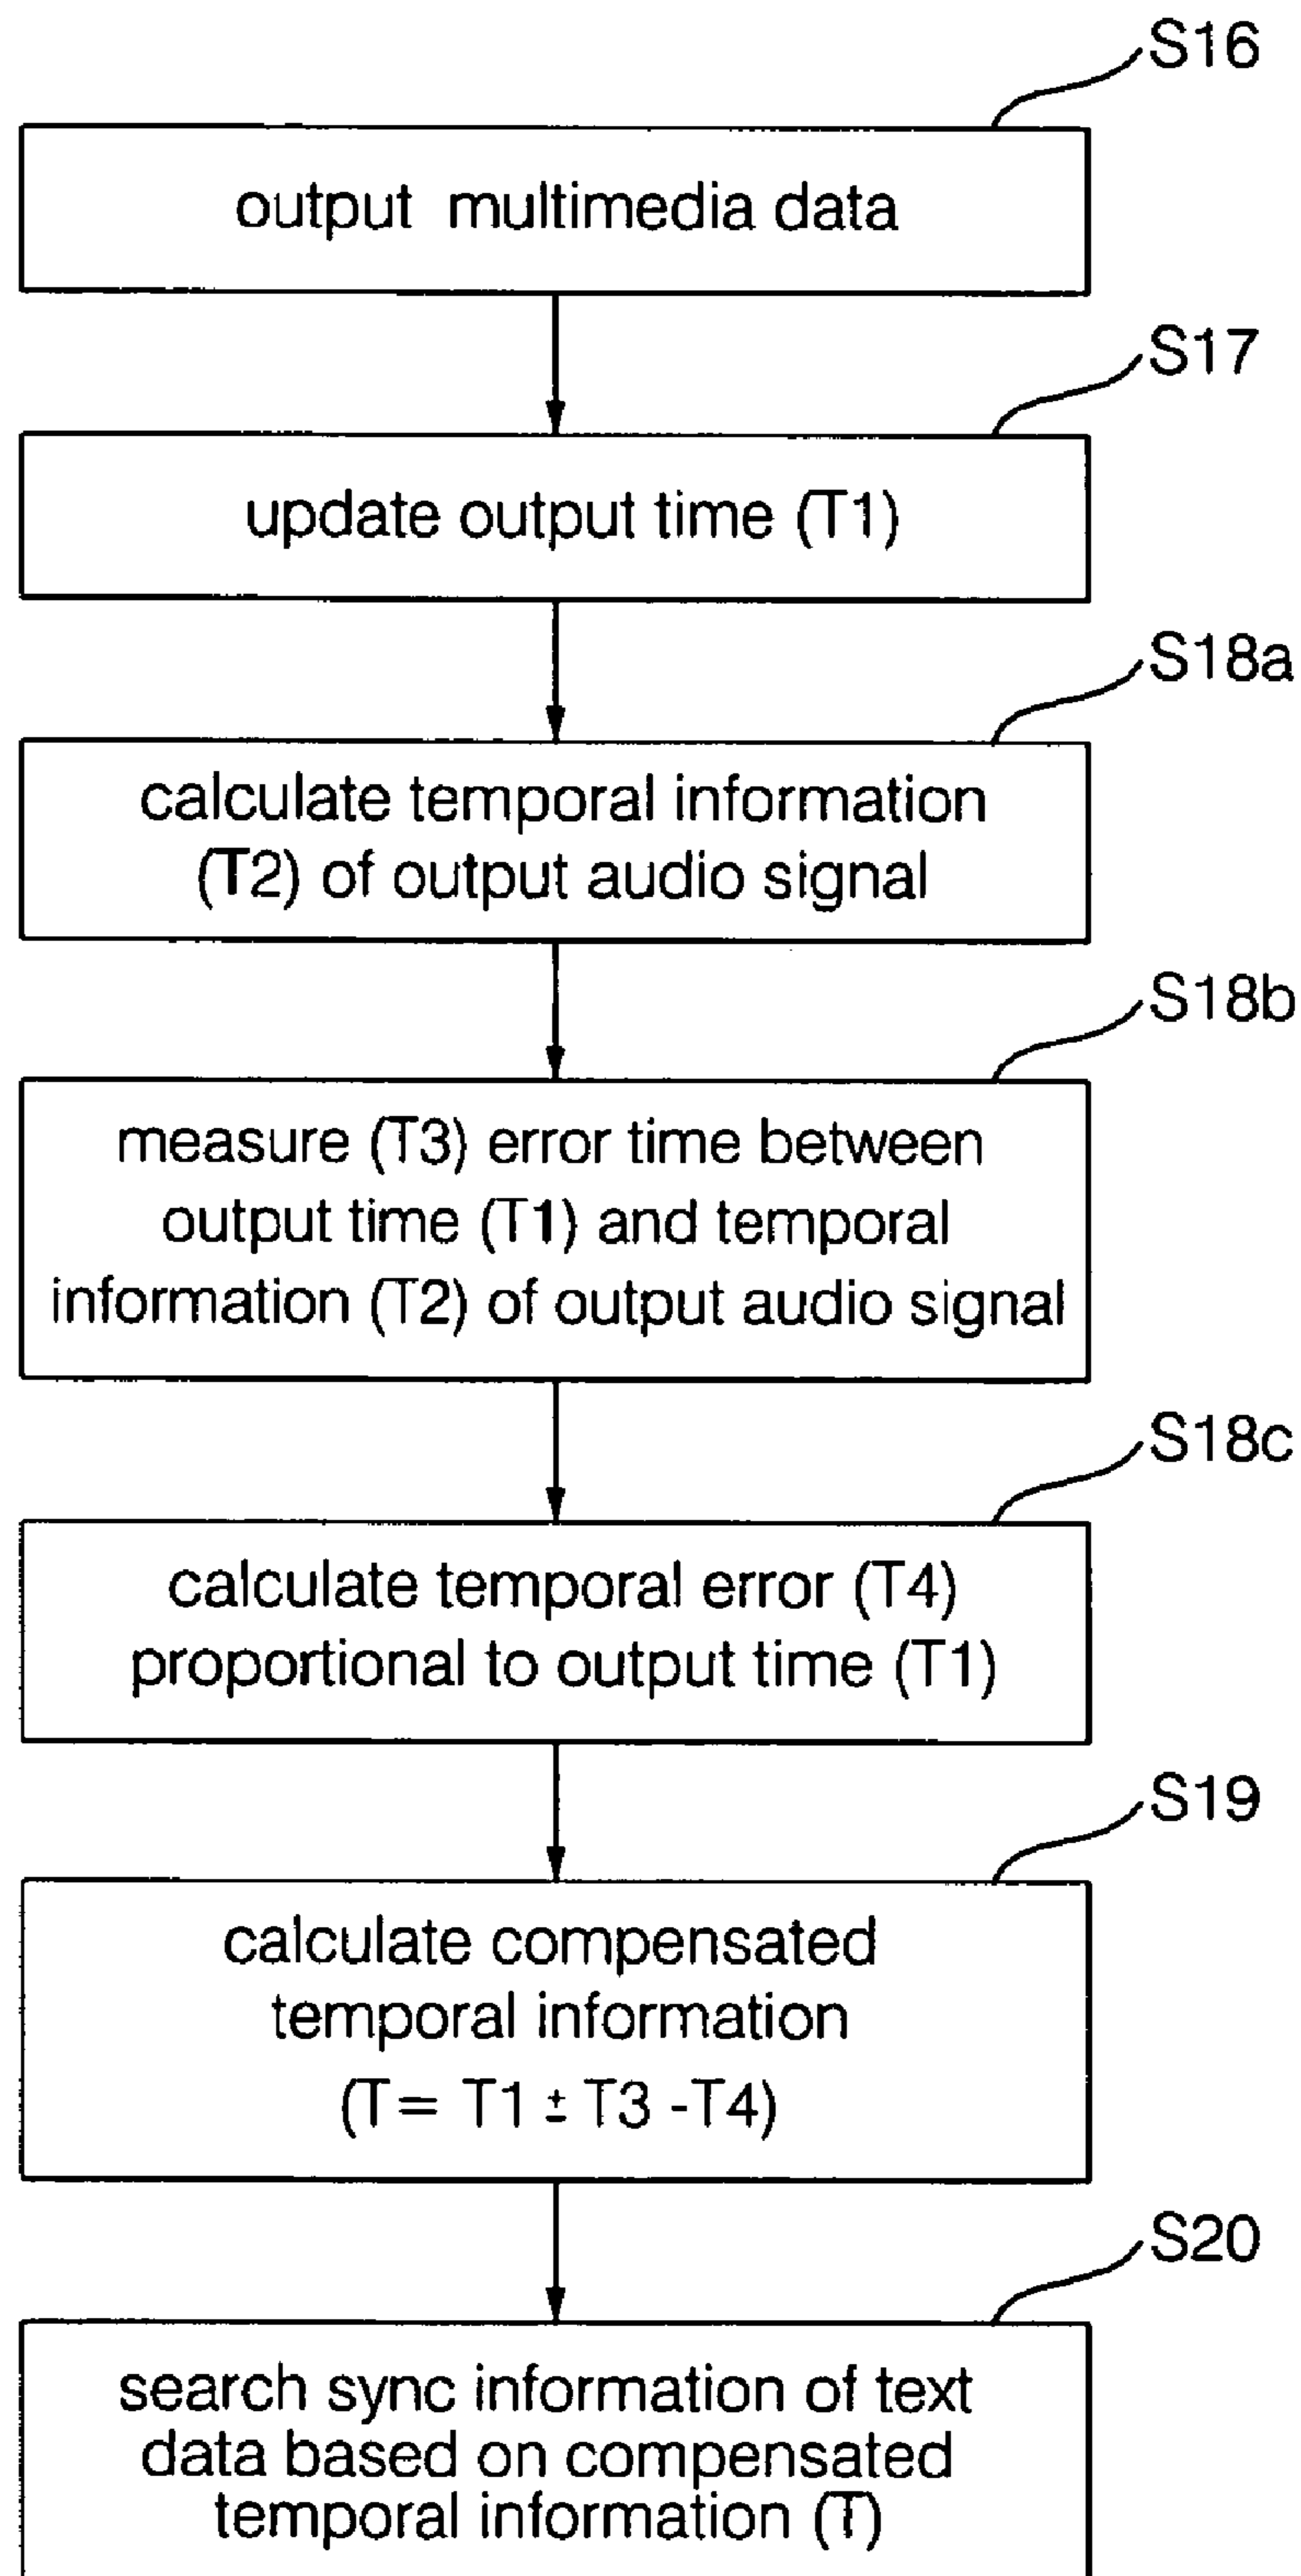 S16
output multimedia data
S17
update output time (T1)
S18a
calculate temporal information
(T2) of output audio signal
S18b
measure (T3) error time between
output time (T1) and temporal
information (T2) of output audio signal
S18c
calculate temporal error (T4)
proportional to output time (T1)
S19
calculate compensated
temporal information
(T= T1 ± T3 -T4)
S20
search sync information of text
data based on compensated
temporal information (T)